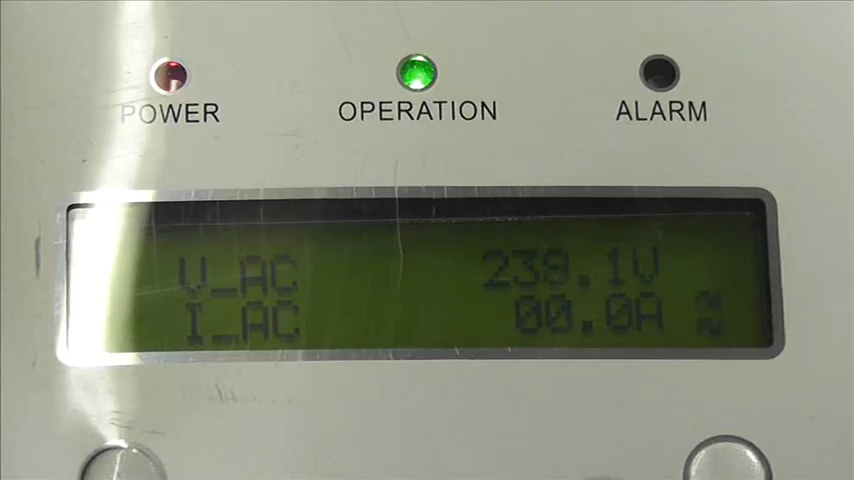 POWER OPERATION ALARM
V_AC 238.1V
I_AC 00.0A